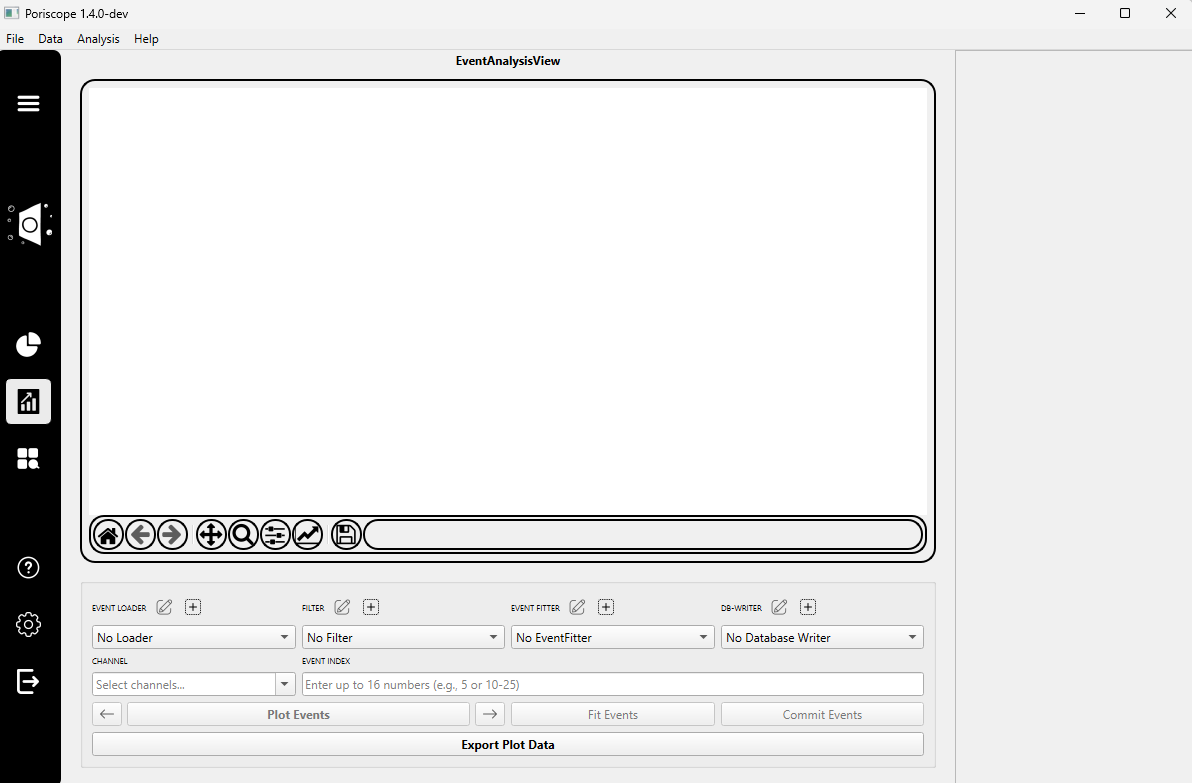 Poriscope 1.4.0-dev
File Data Analysis Help
EventAnalysisView
EVENT LOADER FILTER EVENT FITTER DB-WRITER
No Loader No Filter No EventFitter No Database Writer
CHANNEL EVENT INDEX
Select channels... Enter up to 16 numbers (e.g., 5 or 10-25)
Plot Events Fit Events Commit Events
Export Plot Data